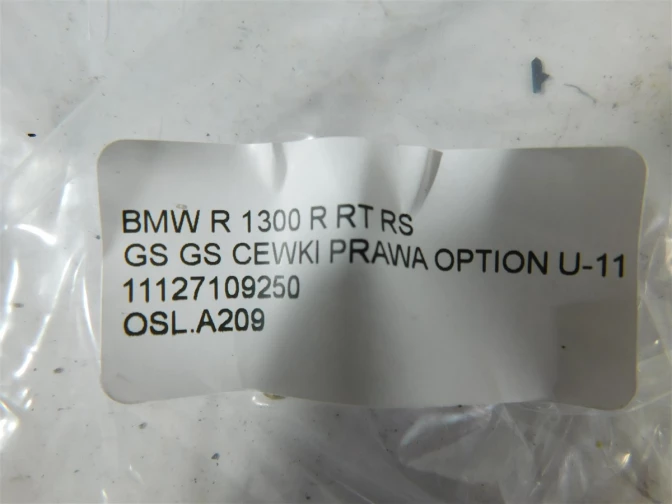 BMW R 1300 R RT RS
GS GS CEWKI PRAWA OPTION U-11
11127109250
OSL.A209